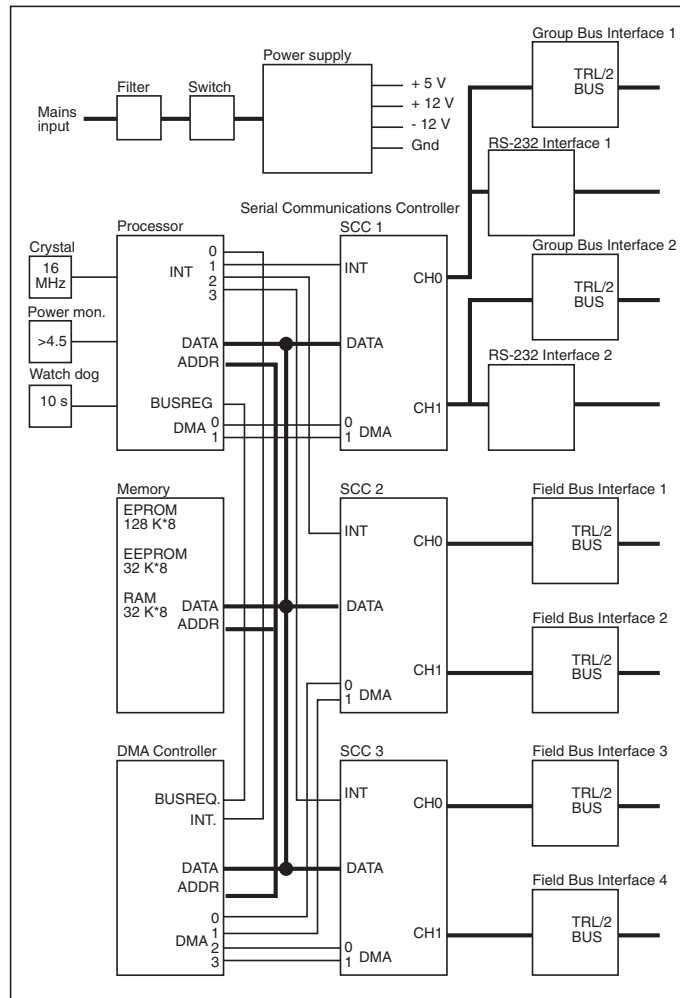 Power supply
Filter
Switch
Mains
input
+ 5 V
+ 12 V
- 12 V
Gnd
Group Bus Interface 1
TRL/2
BUS
RS-232 Interface 1
Serial Communications Controller
Processor
SCC 1
Group Bus Interface 2
Crystal
16
MHz
Power mon.
>4.5
Watch dog
10 s
INT
0
1
2
3
DATA
ADDR
BUSREG
DMA
0
1
INT
DATA
0
1
DMA
CH0
CH1
TRL/2
BUS
RS-232 Interface 2
Memory
EPROM
128 K*8
EEPROM
32 K*8
RAM
32 K*8
DATA
ADDR
SCC 2
INT
DATA
0
1
DMA
CH0
CH1
Field Bus Interface 1
TRL/2
BUS
Field Bus Interface 2
TRL/2
BUS
DMA Controller
BUSREQ.
INT.
DATA
ADDR
DMA
0
1
2
3
SCC 3
INT
DATA
0
1
DMA
CH0
CH1
Field Bus Interface 3
TRL/2
BUS
Field Bus Interface 4
TRL/2
BUS